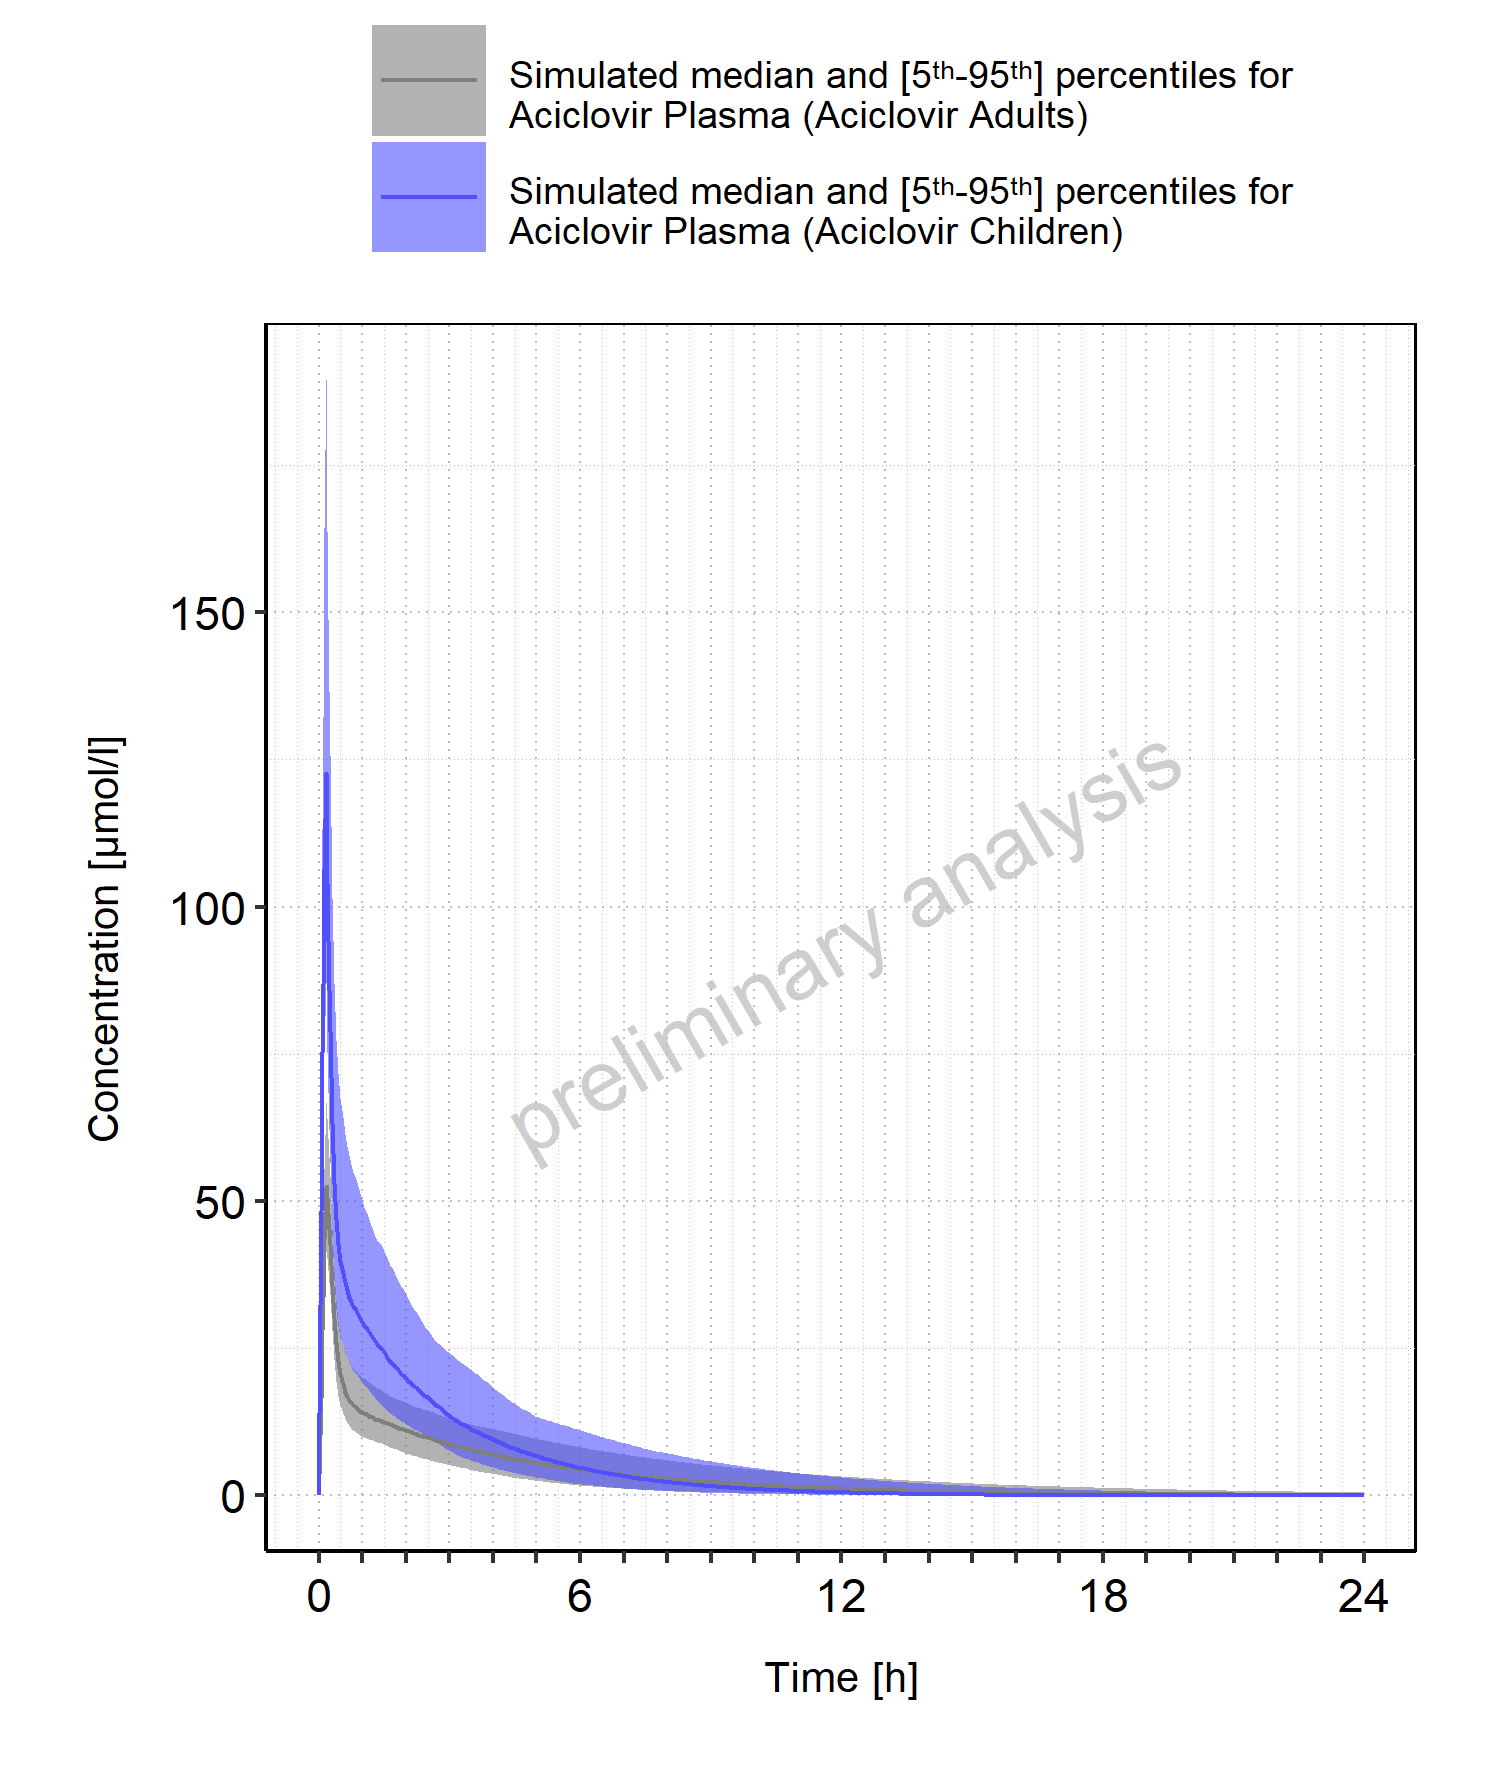 Simulated median and [5th-95th] percentiles for
Aciclovir Plasma (Aciclovir Adults)
Simulated median and [5th-95th] percentiles for
Aciclovir Plasma (Aciclovir Children)
150
100
50
0
Concentration [µmol/l]
preliminary analysis
0 6 12 18 24
Time [h]